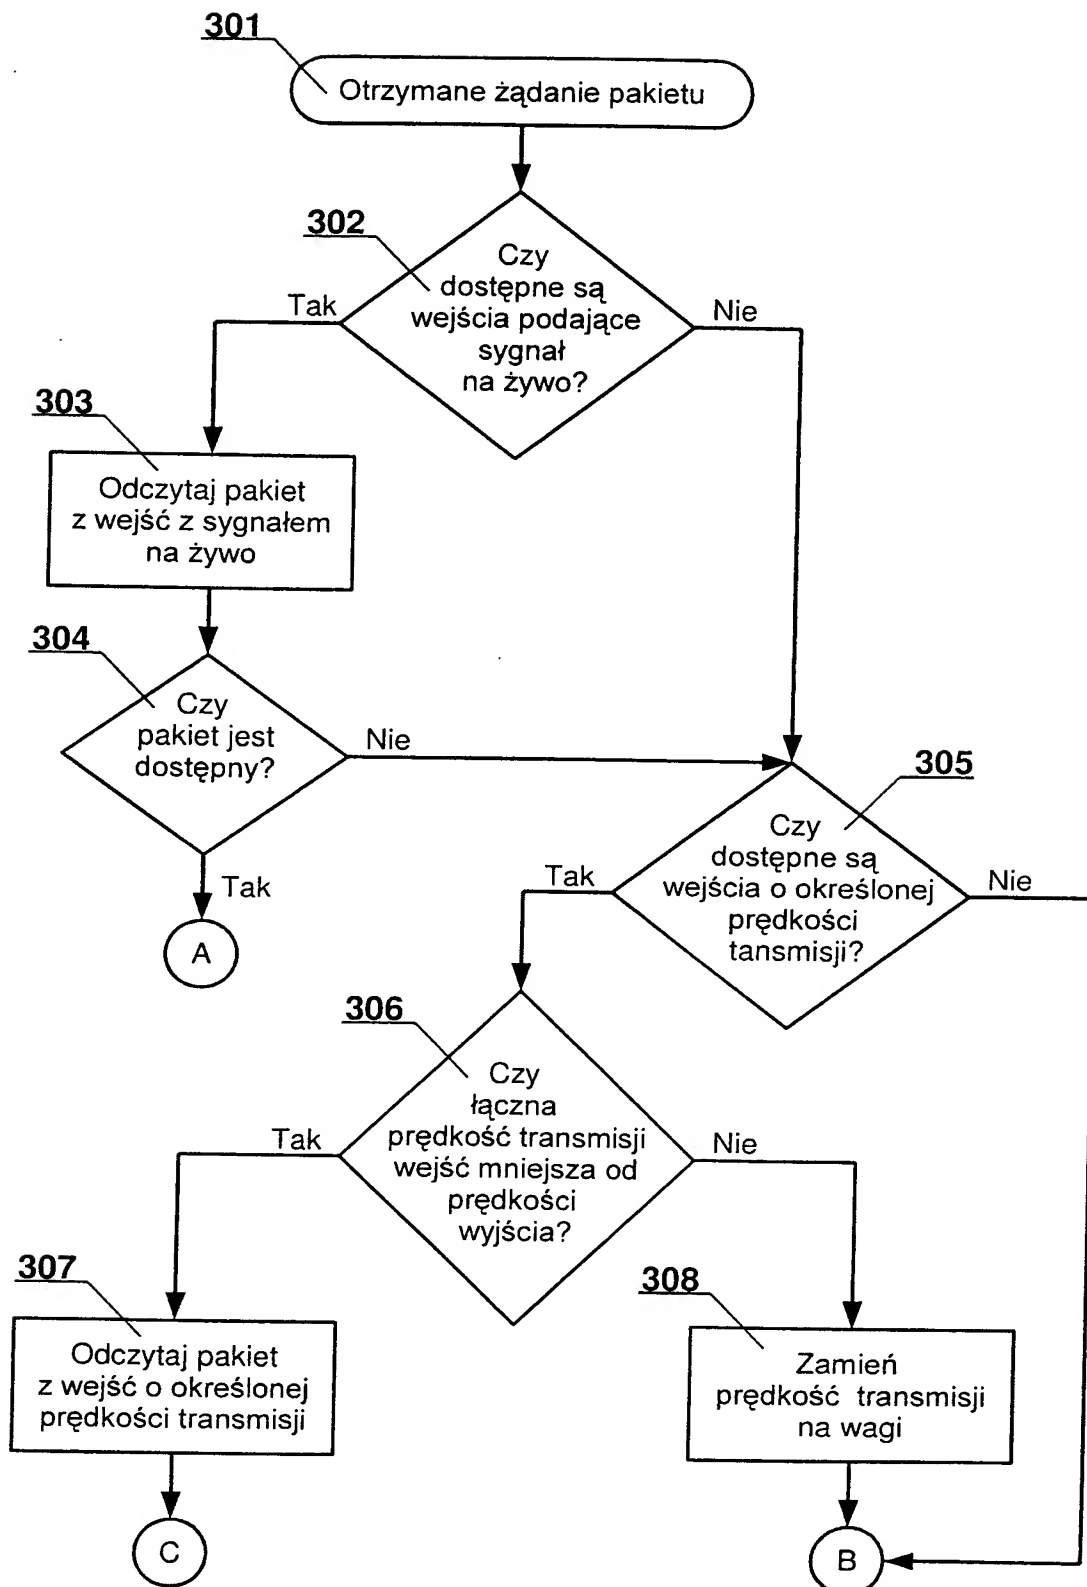 301
Otrzymane żądanie pakietu
302
Czy
dostępne są
wejścia podające
sygnał
na żywo?
Tak
Nie
303
Odczytaj pakiet
z wejść z sygnałem
na żywo
304
Czy
pakiet jest
dostępny?
Nie
Tak
A
305
Czy
dostępne są
wejścia o określonej
prędkości
tansmisji?
Tak
Nie
306
Czy
łączna
prędkość transmisji
wejść mniejsza od
prędkości
wyjścia?
Tak
Nie
307
Odczytaj pakiet
z wejść o określonej
prędkości transmisji
308
Zamień
prędkość transmisji
na wagi
C
B